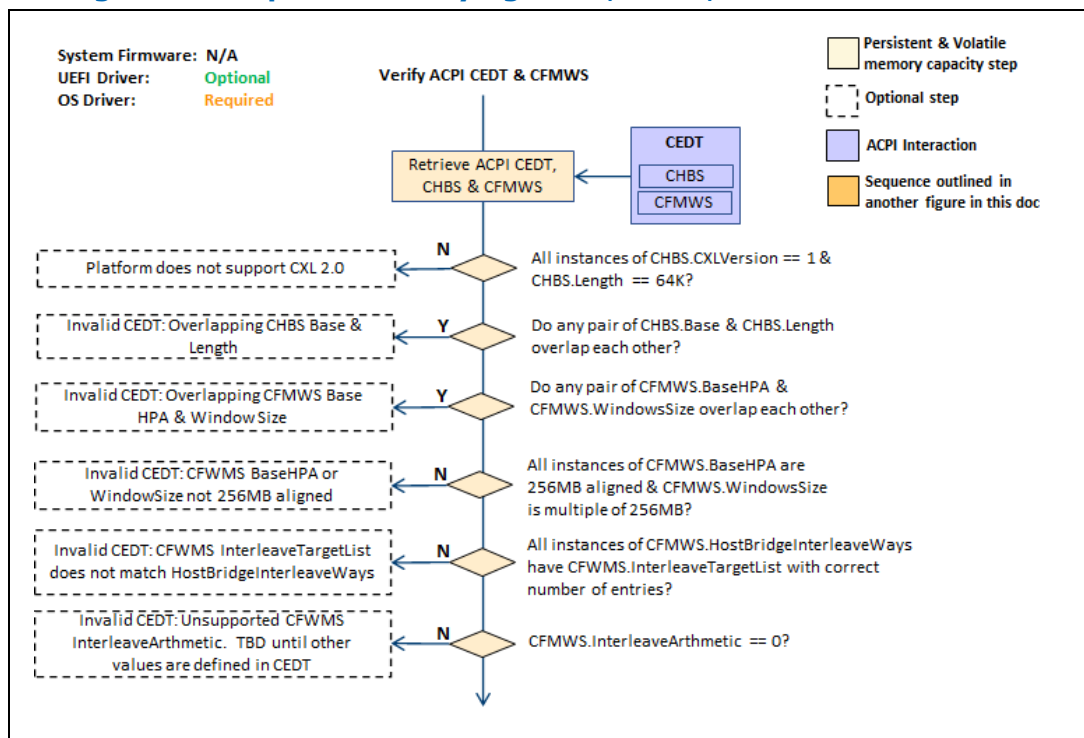 System Firmware: N/A
UEFI Driver: Optional
OS Driver: Required
Verify ACPI CEDT & CFMWS
Persistent & Volatile
memory capacity step
Optional step
ACPI Interaction
Sequence outlined in
another figure in this doc
Retrieve ACPI CEDT,
CHBS & CFMWS
CEDT
CHBS
CFMWS
N
Platform does not support CXL 2.0
All instances of CHBS.CXLVersion == 1 &
CHBS.Length == 64K?
Invalid CEDT: Overlapping CHBS Base &
Length
Y
Do any pair of CHBS.Base & CHBS.Length
overlap each other?
Invalid CEDT: Overlapping CFMWS Base
HPA & Window Size
Y
Do any pair of CFMWS.BaseHPA &
CFMWS.WindowsSize overlap each other?
Invalid CEDT: CFWMS BaseHPA or
WindowSize not 256MB aligned
N
All instances of CFMWS.BaseHPA are
256MB aligned & CFMWS.WindowsSize
is multiple of 256MB?
Invalid CEDT: CFWMS InterleaveTargetList
does not match HostBridgeInterleaveWays
N
All instances of CFMWS.HostBridgeInterleaveWays
have CFMWS.InterleaveTargetList with correct
number of entries?
Invalid CEDT: Unsupported CFWMS
InterleaveArithmetic. TBD until other
values are defined in CEDT
N
CFMWS.InterleaveArithmetic == 0?